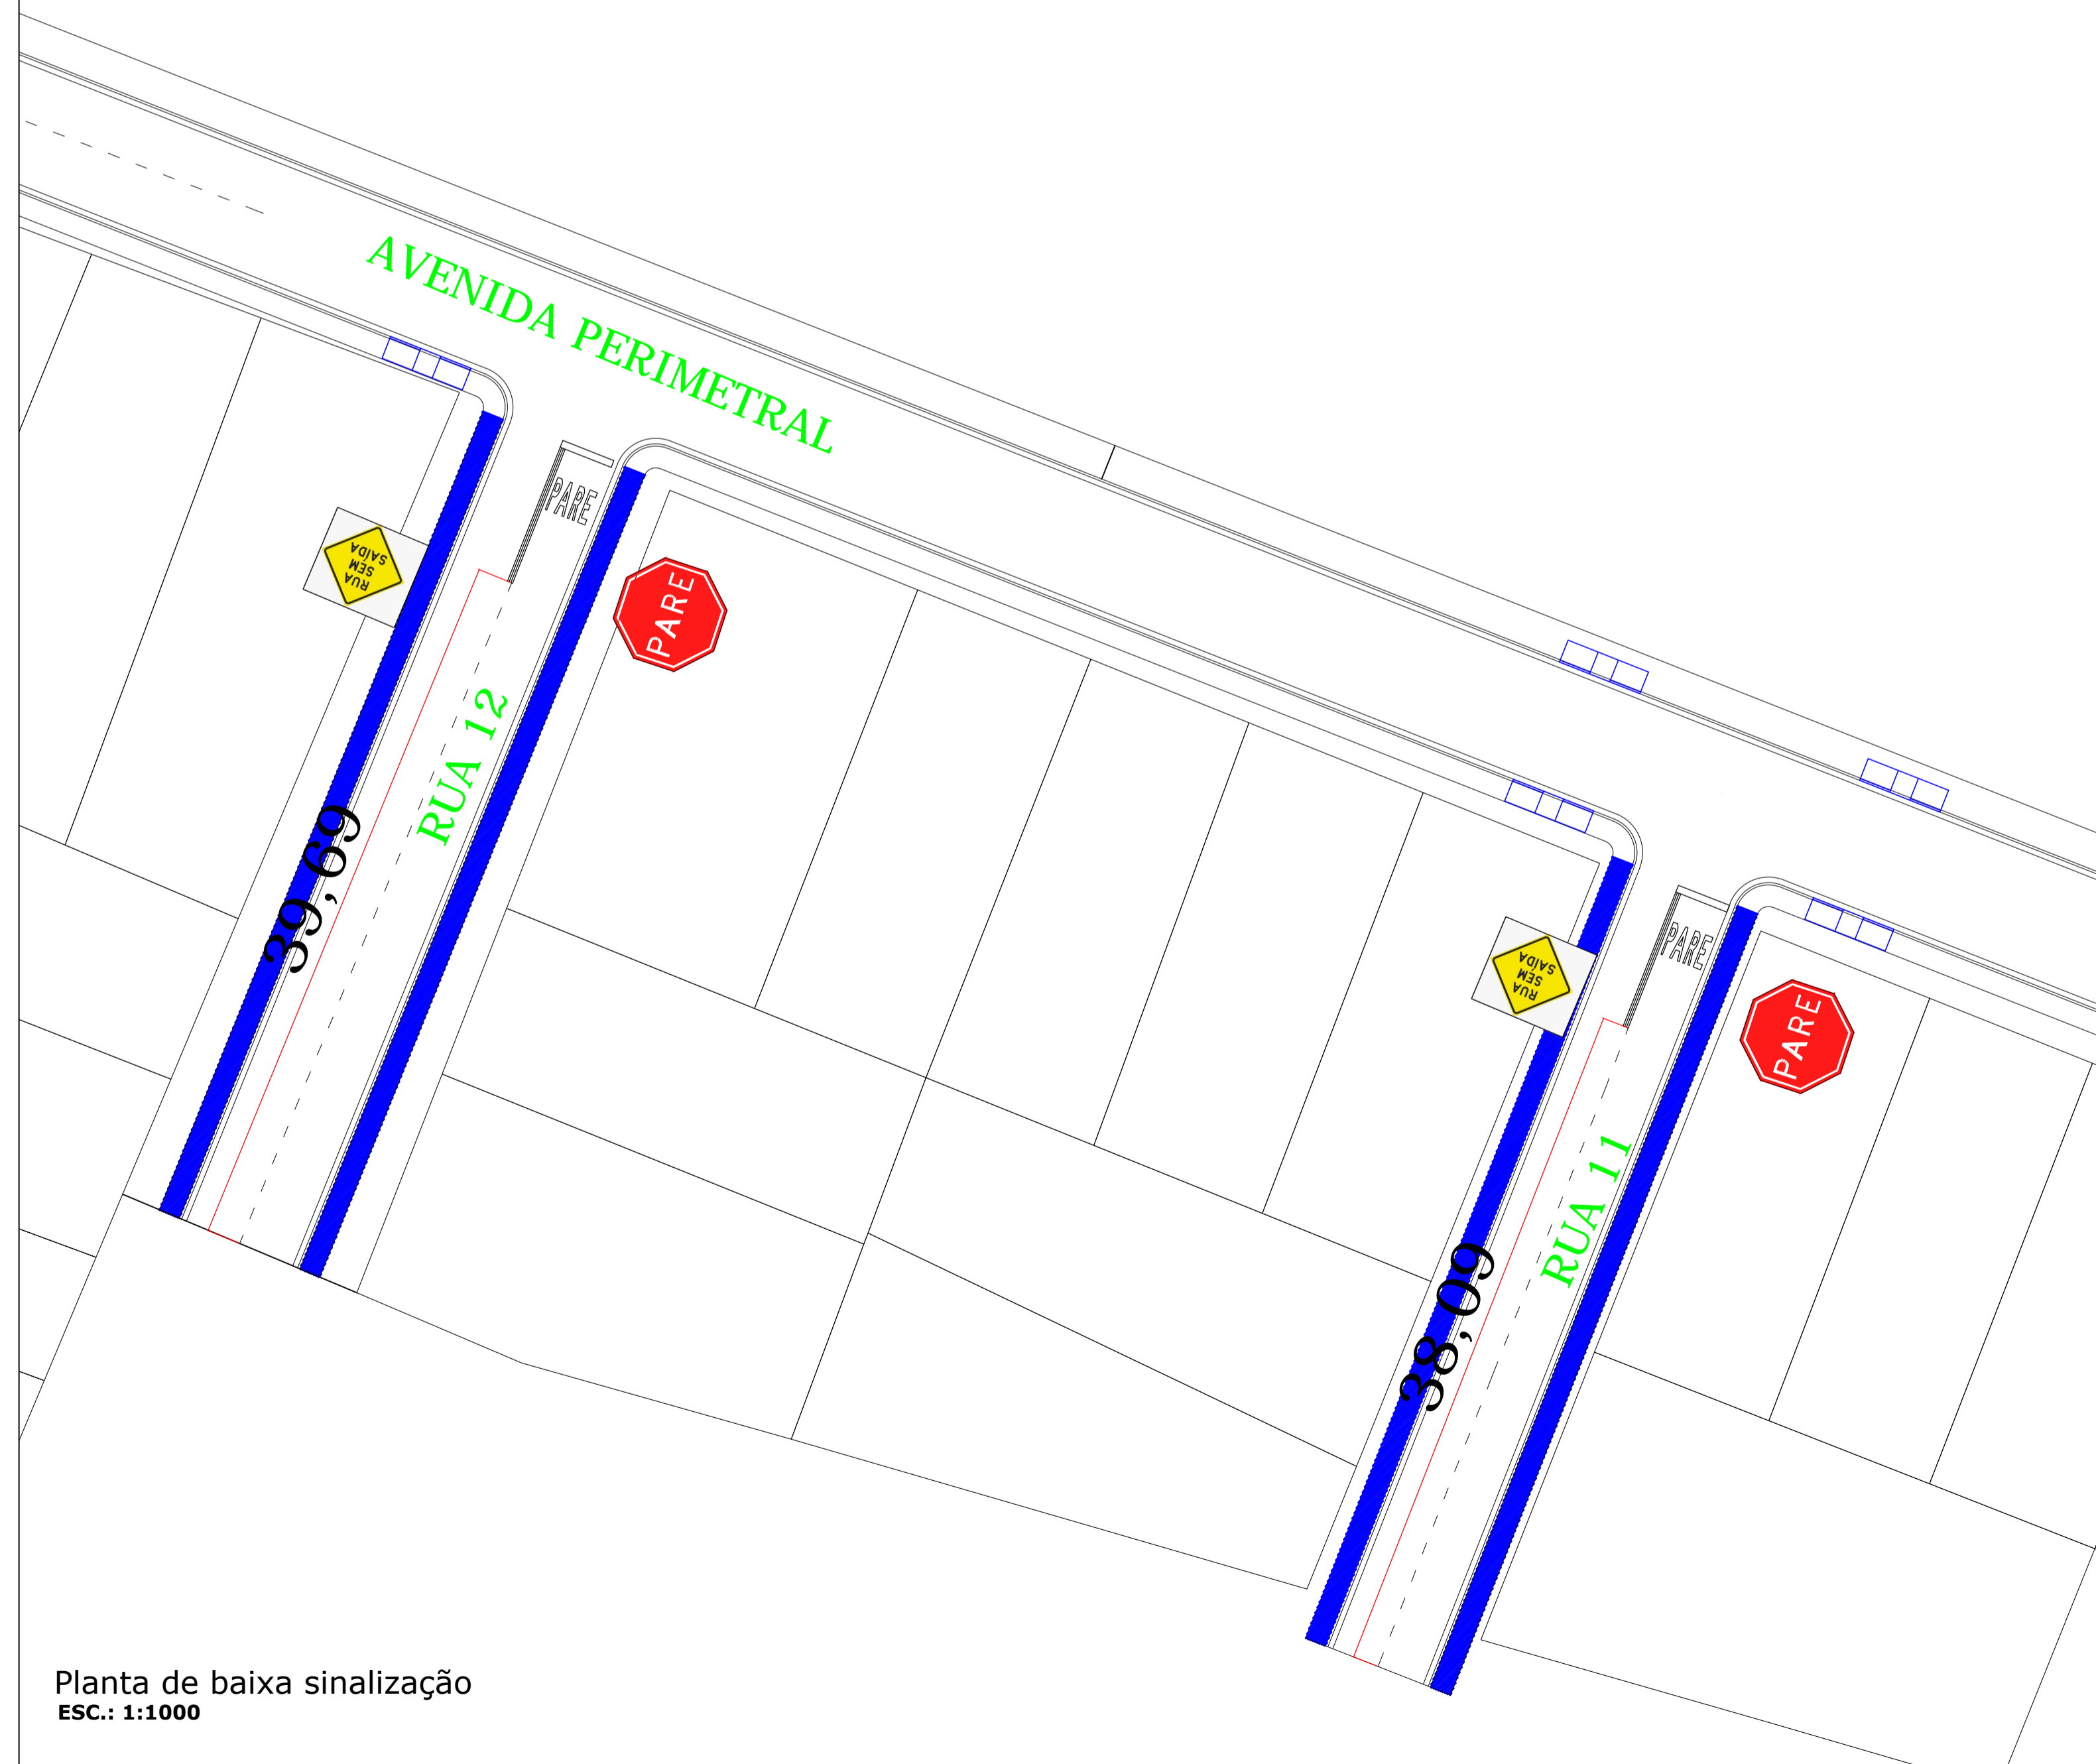 AVENIDA PERIMETRAL
PARE
RUA
SEM
SAÍDA
PARE
RUA 12
39,69
PARE
RUA
SEM
SAÍDA
PARE
RUA 11
38,09
Planta de baixa sinalização
ESC.: 1:1000